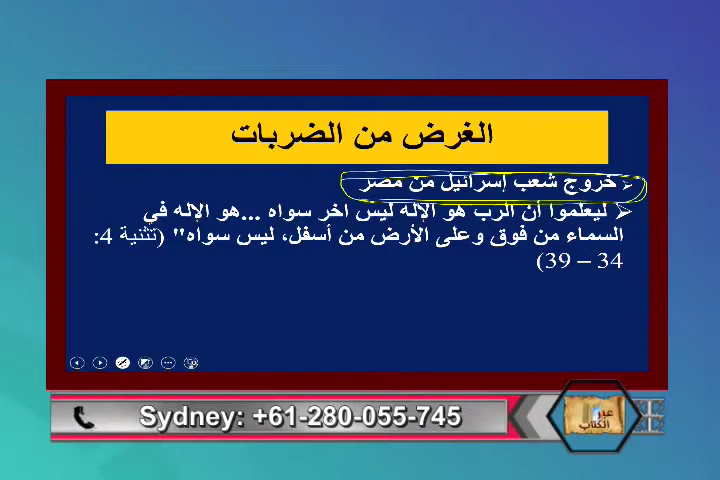 الغرض من الضربات
خروج شعب إسرائيل من مصر
ليعلموا أن الرب هو الإله ليس اخر سواه ...هو الإله في
السماء من فوق وعلى الأرض من أسفل، ليس سواه" (تثنية 4:
34 – 39)
Sydney: +61-280-055-745
عبر
الكتاب